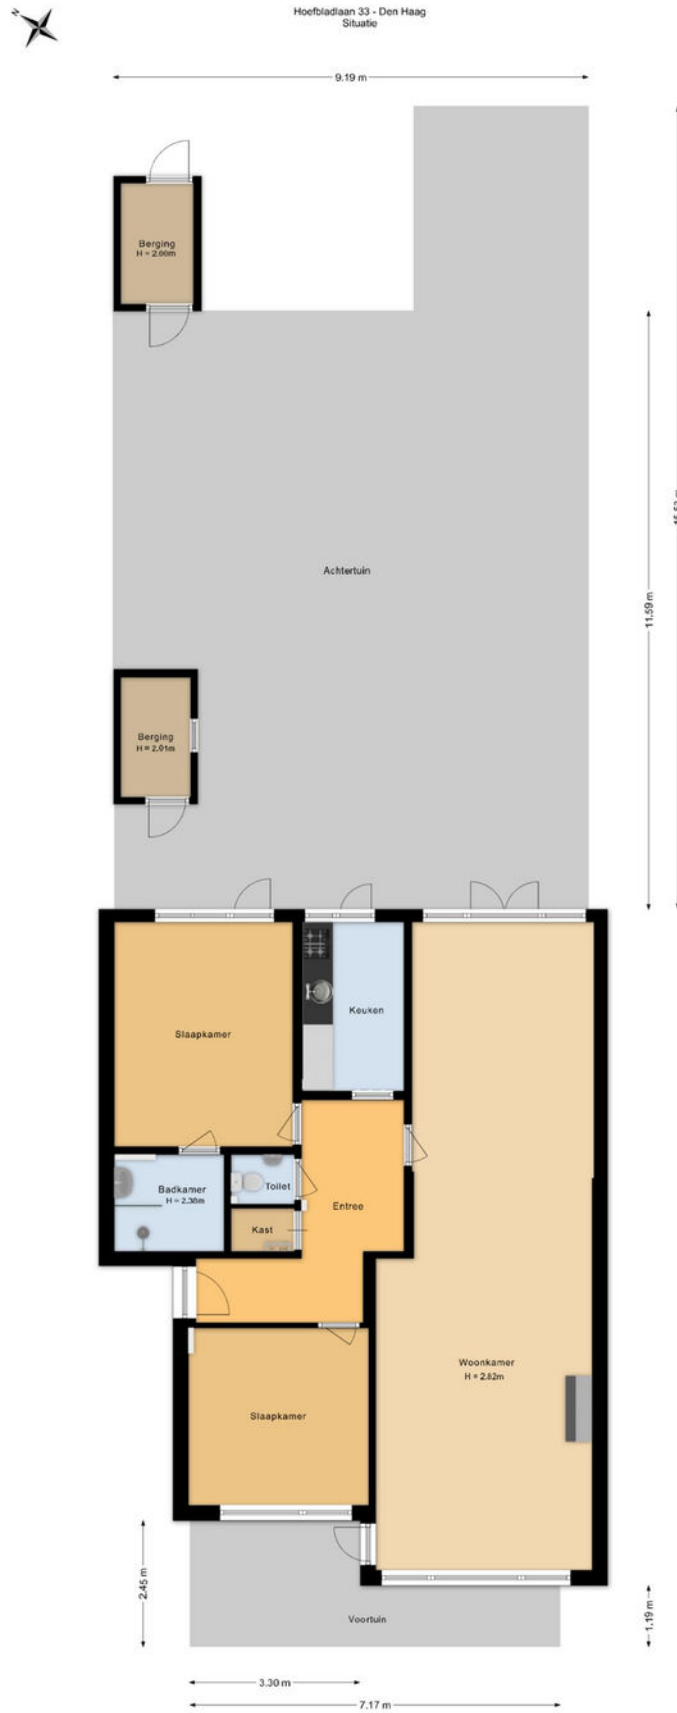 N
Hoefbladlaan 33 - Den Haag
Situatie
9.19 m
Berging
H = 2.00m
11.59 m
Achtertuin
Berging
H = 2.01m
Slaapkamer
Keuken
Badkamer
H = 2.38m
Toilet
Kast
Entree
Woonkamer
H = 2.82m
Slaapkamer
2.45 m
Voortuin
1.19 m
3.30 m
7.17 m